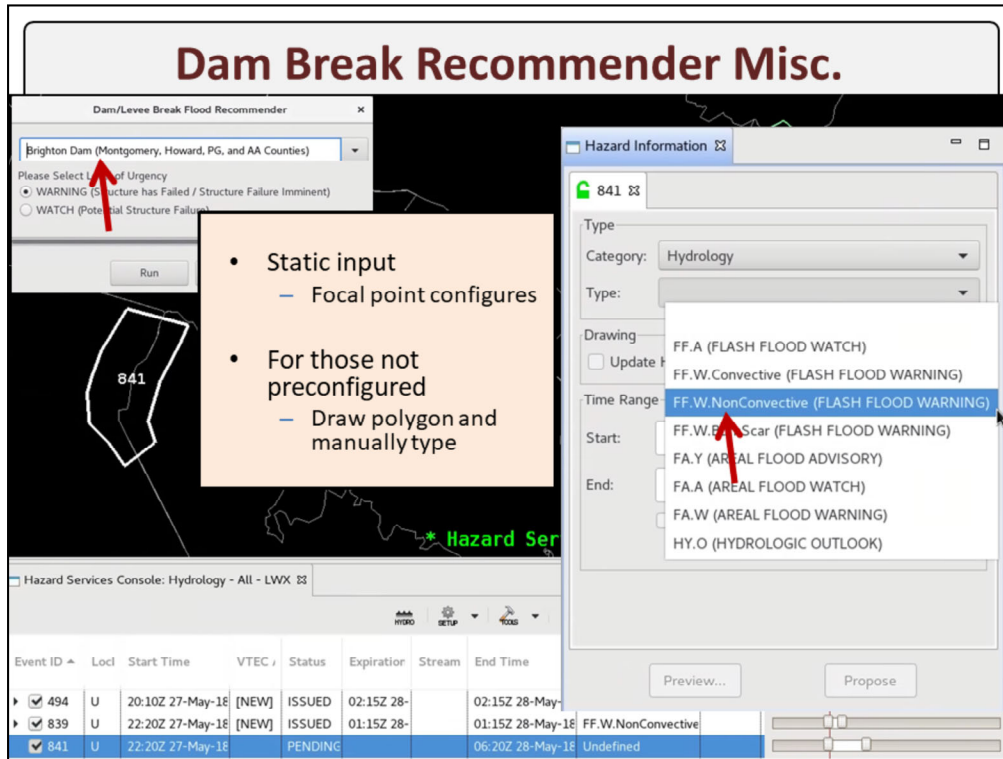 Dam Break Recommender Misc.
Dam/Levee Break Flood Recommender
Brighton Dam (Montgomery, Howard, PG, and AA Counties)
Please Select of Urgency
WARNING (Structure has Failed / Structure Failure Imminent)
WATCH (Potential Structure Failure)
Run
• Static input
– Focal point configures
• For those not
preconfigured
– Draw polygon and
manually type
841
* Hazard Ser
Hazard Information
841
Type
Category: Hydrology
Type:
Drawing
Update H
Time Range
Start:
End:
FF.A (FLASH FLOOD WATCH)
FF.W.Convective (FLASH FLOOD WARNING)
FF.W.NonConvective (FLASH FLOOD WARNING)
Scar (FLASH FLOOD WARNING)
FA.Y (AREAL FLOOD ADVISORY)
FA.A (AREAL FLOOD WATCH)
FA.W (AREAL FLOOD WARNING)
HY.O (HYDROLOGIC OUTLOOK)
Preview...
Propose
Hazard Services Console: Hydrology - All - LWX
HYDRO SETUP TOOLS
Event ID Locl Start Time VTEC Status Expiration Stream End Time
494 U 20:10Z 27-May-18 [NEW] ISSUED 02:15Z 28- 02:15Z 28-May-
839 U 22:20Z 27-May-18 [NEW] ISSUED 01:15Z 28- 01:15Z 28-May-18 FF.W.NonConvective
841 U 22:20Z 27-May-18 PENDING 06:20Z 28-May-18 Undefined